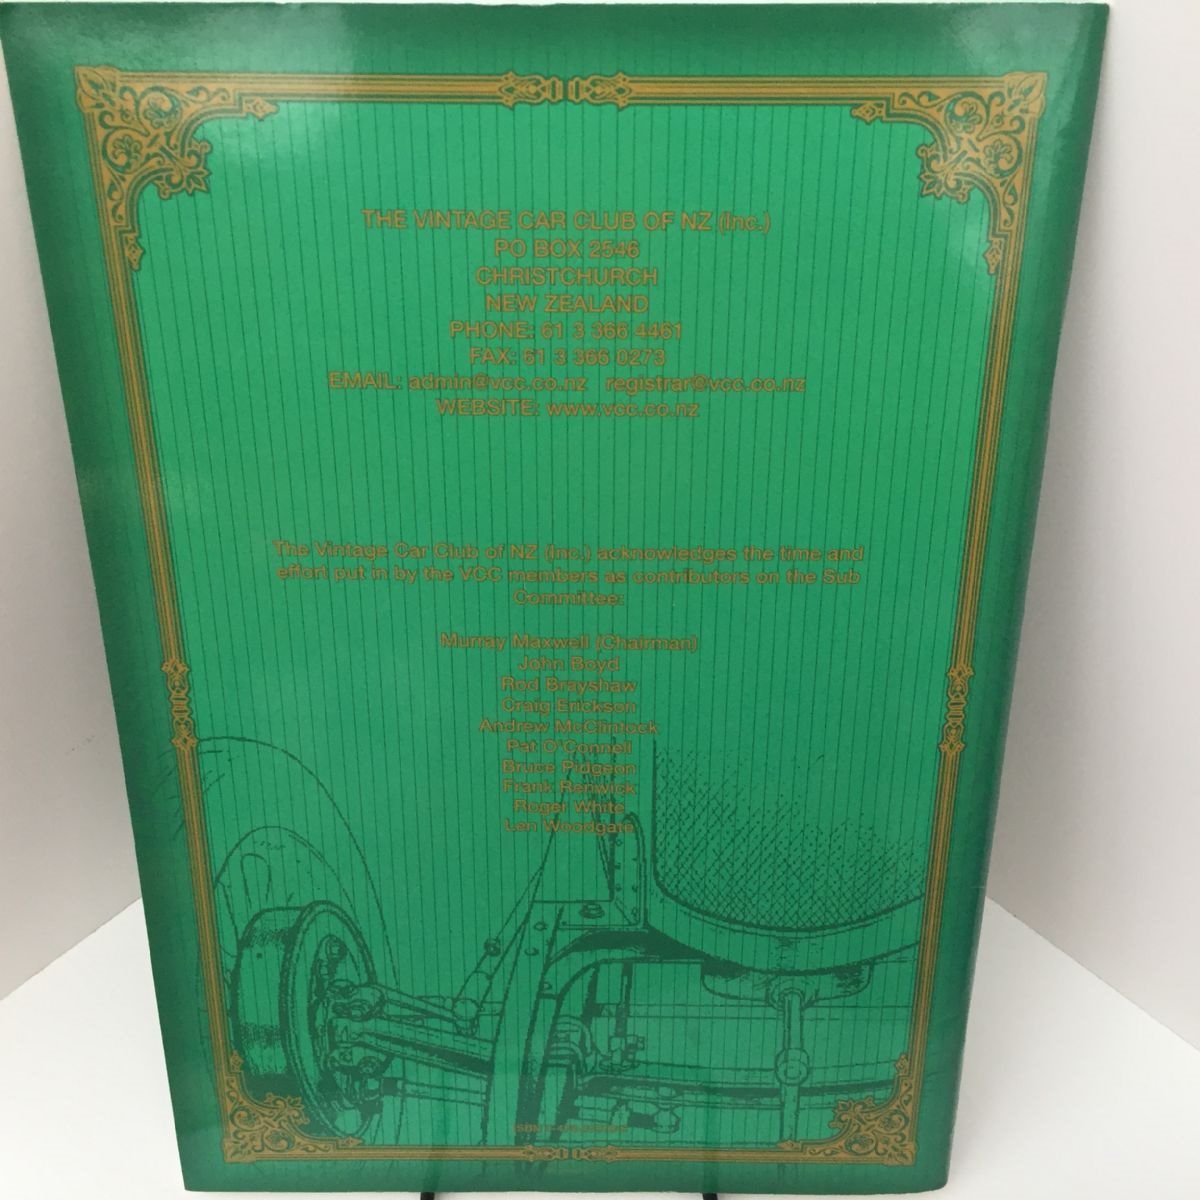 THE VINTAGE CAR CLUB OF NZ (Inc.)
PO BOX 2546
CHRISTCHURCH
NEW ZEALAND
PHONE: 61 3 366 4461
FAX: 61 3 366 0273
EMAIL: admin@vcc.co.nz registrar@vcc.co.nz
WEBSITE: www.vcc.co.nz
The Vintage Car Club of NZ (Inc.) acknowledges the time and
effort put in by the VCC members as contributors on the Sub
Committee:
Murray Maxwell (Chairman)
John Boyd
Rod Brayshaw
Craig Erickson
Andrew McClintock
Pat O'Connell
Bruce Pidgeon
Frank Renwick
Roger White
Len Woodgate
ISBN